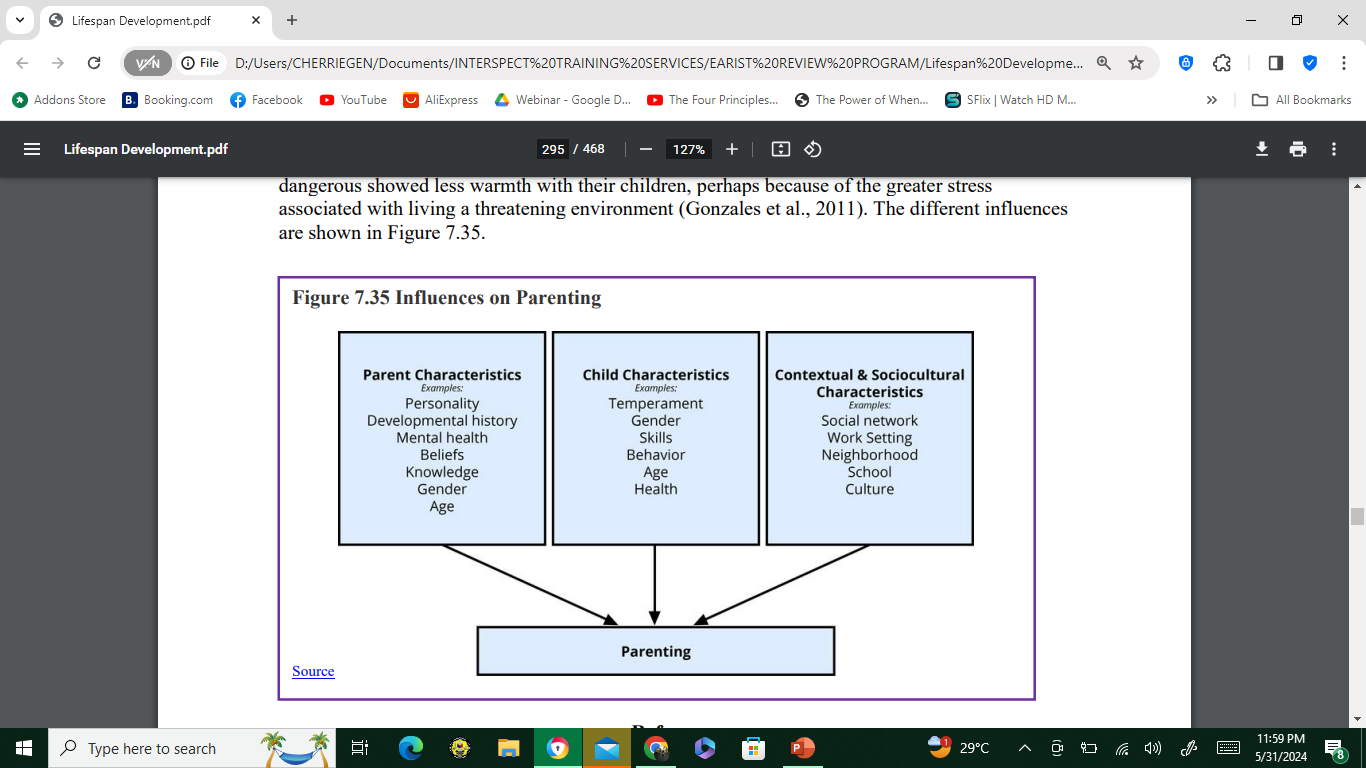 Lifespan Development.pdf
VPN
File
D:/Users/CHERRIEGEN/Documents/INTERSPECT%20TRAINING%20SERVICES/EARIST%20REVIEW%20PROGRAM/Lifespan%20Developme...
Addons Store
B.
Booking.com
Facebook
YouTube
AliExpress
Webinar - Google D...
The Four Principles...
The Power of When...
SFlix | Watch HD M...
»
All Bookmarks
Lifespan Development.pdf
295 / 468
127%
dangerous showed less warmth with their children, perhaps because of the greater stress
associated with living a threatening environment (Gonzales et al., 2011). The different influences
are shown in Figure 7.35.
Figure 7.35 Influences on Parenting
Parent Characteristics
Examples:
Personality
Developmental history
Mental health
Beliefs
Knowledge
Gender
Age
Child Characteristics
Examples:
Temperament
Gender
Skills
Behavior
Age
Health
Contextual & Sociocultural
Characteristics
Examples:
Social network
Work Setting
Neighborhood
School
Culture
Parenting
Source
Type here to search
1
29°C
11:59 PM
5/31/2024
8